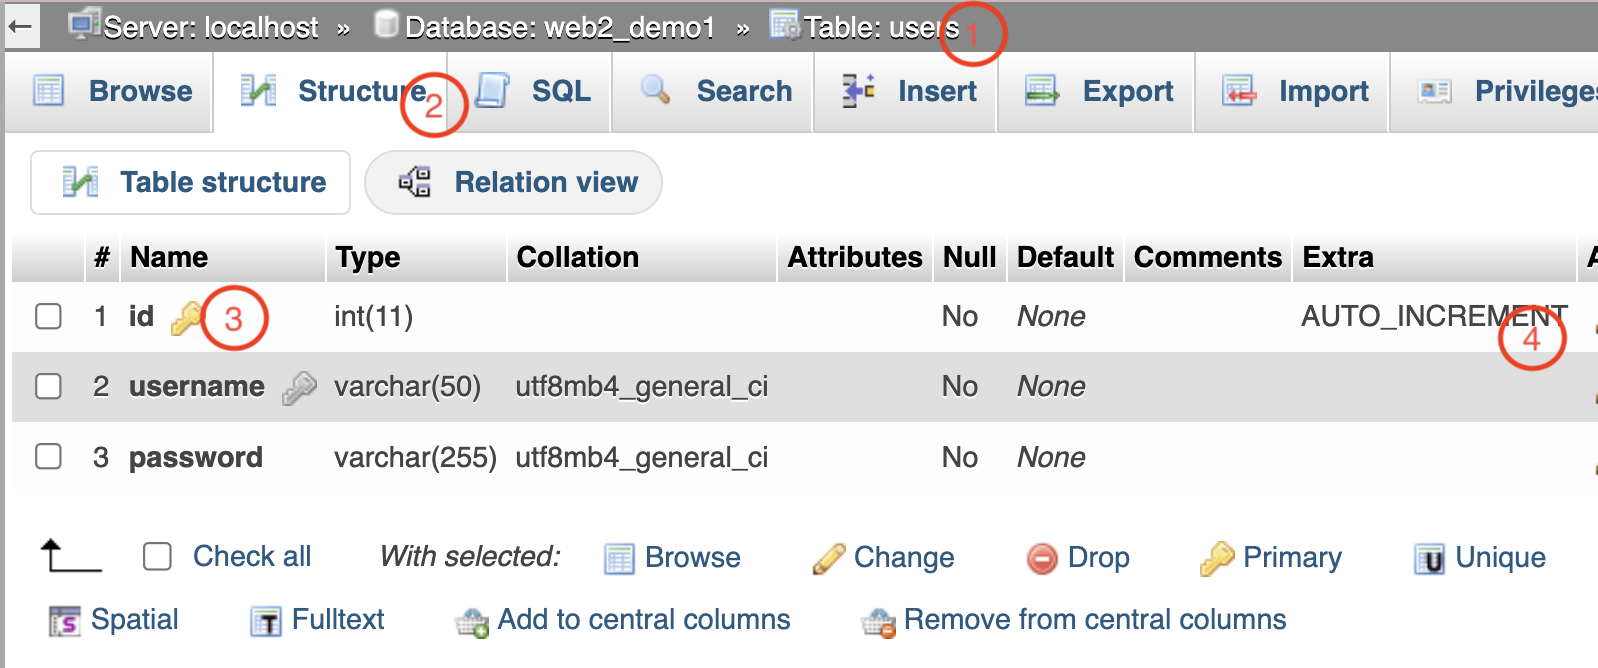 Server: localhost » Database: web2_demo1 » Table: users 1
Browse Structure 2 SQL Search Insert Export Import Privileges
Table structure Relation view
# Name Type Collation Attributes Null Default Comments Extra A
1 id 3 int(11) No None AUTO_INCREMENT 4
2 username varchar(50) utf8mb4_general_ci No None
3 password varchar(255) utf8mb4_general_ci No None
Check all With selected: Browse Change Drop Primary U Unique
S Spatial T Fulltext Add to central columns Remove from central columns